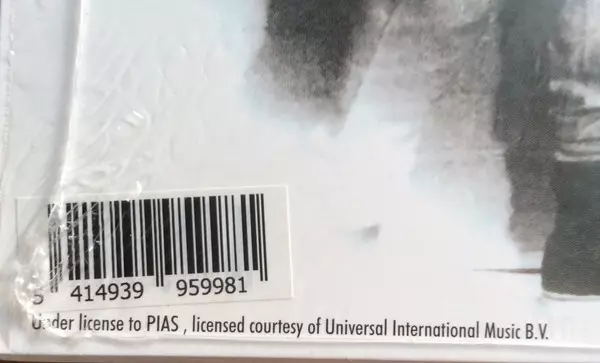 5 414939 959981
Under license to PIAS , licensed courtesy of Universal International Music B.V.